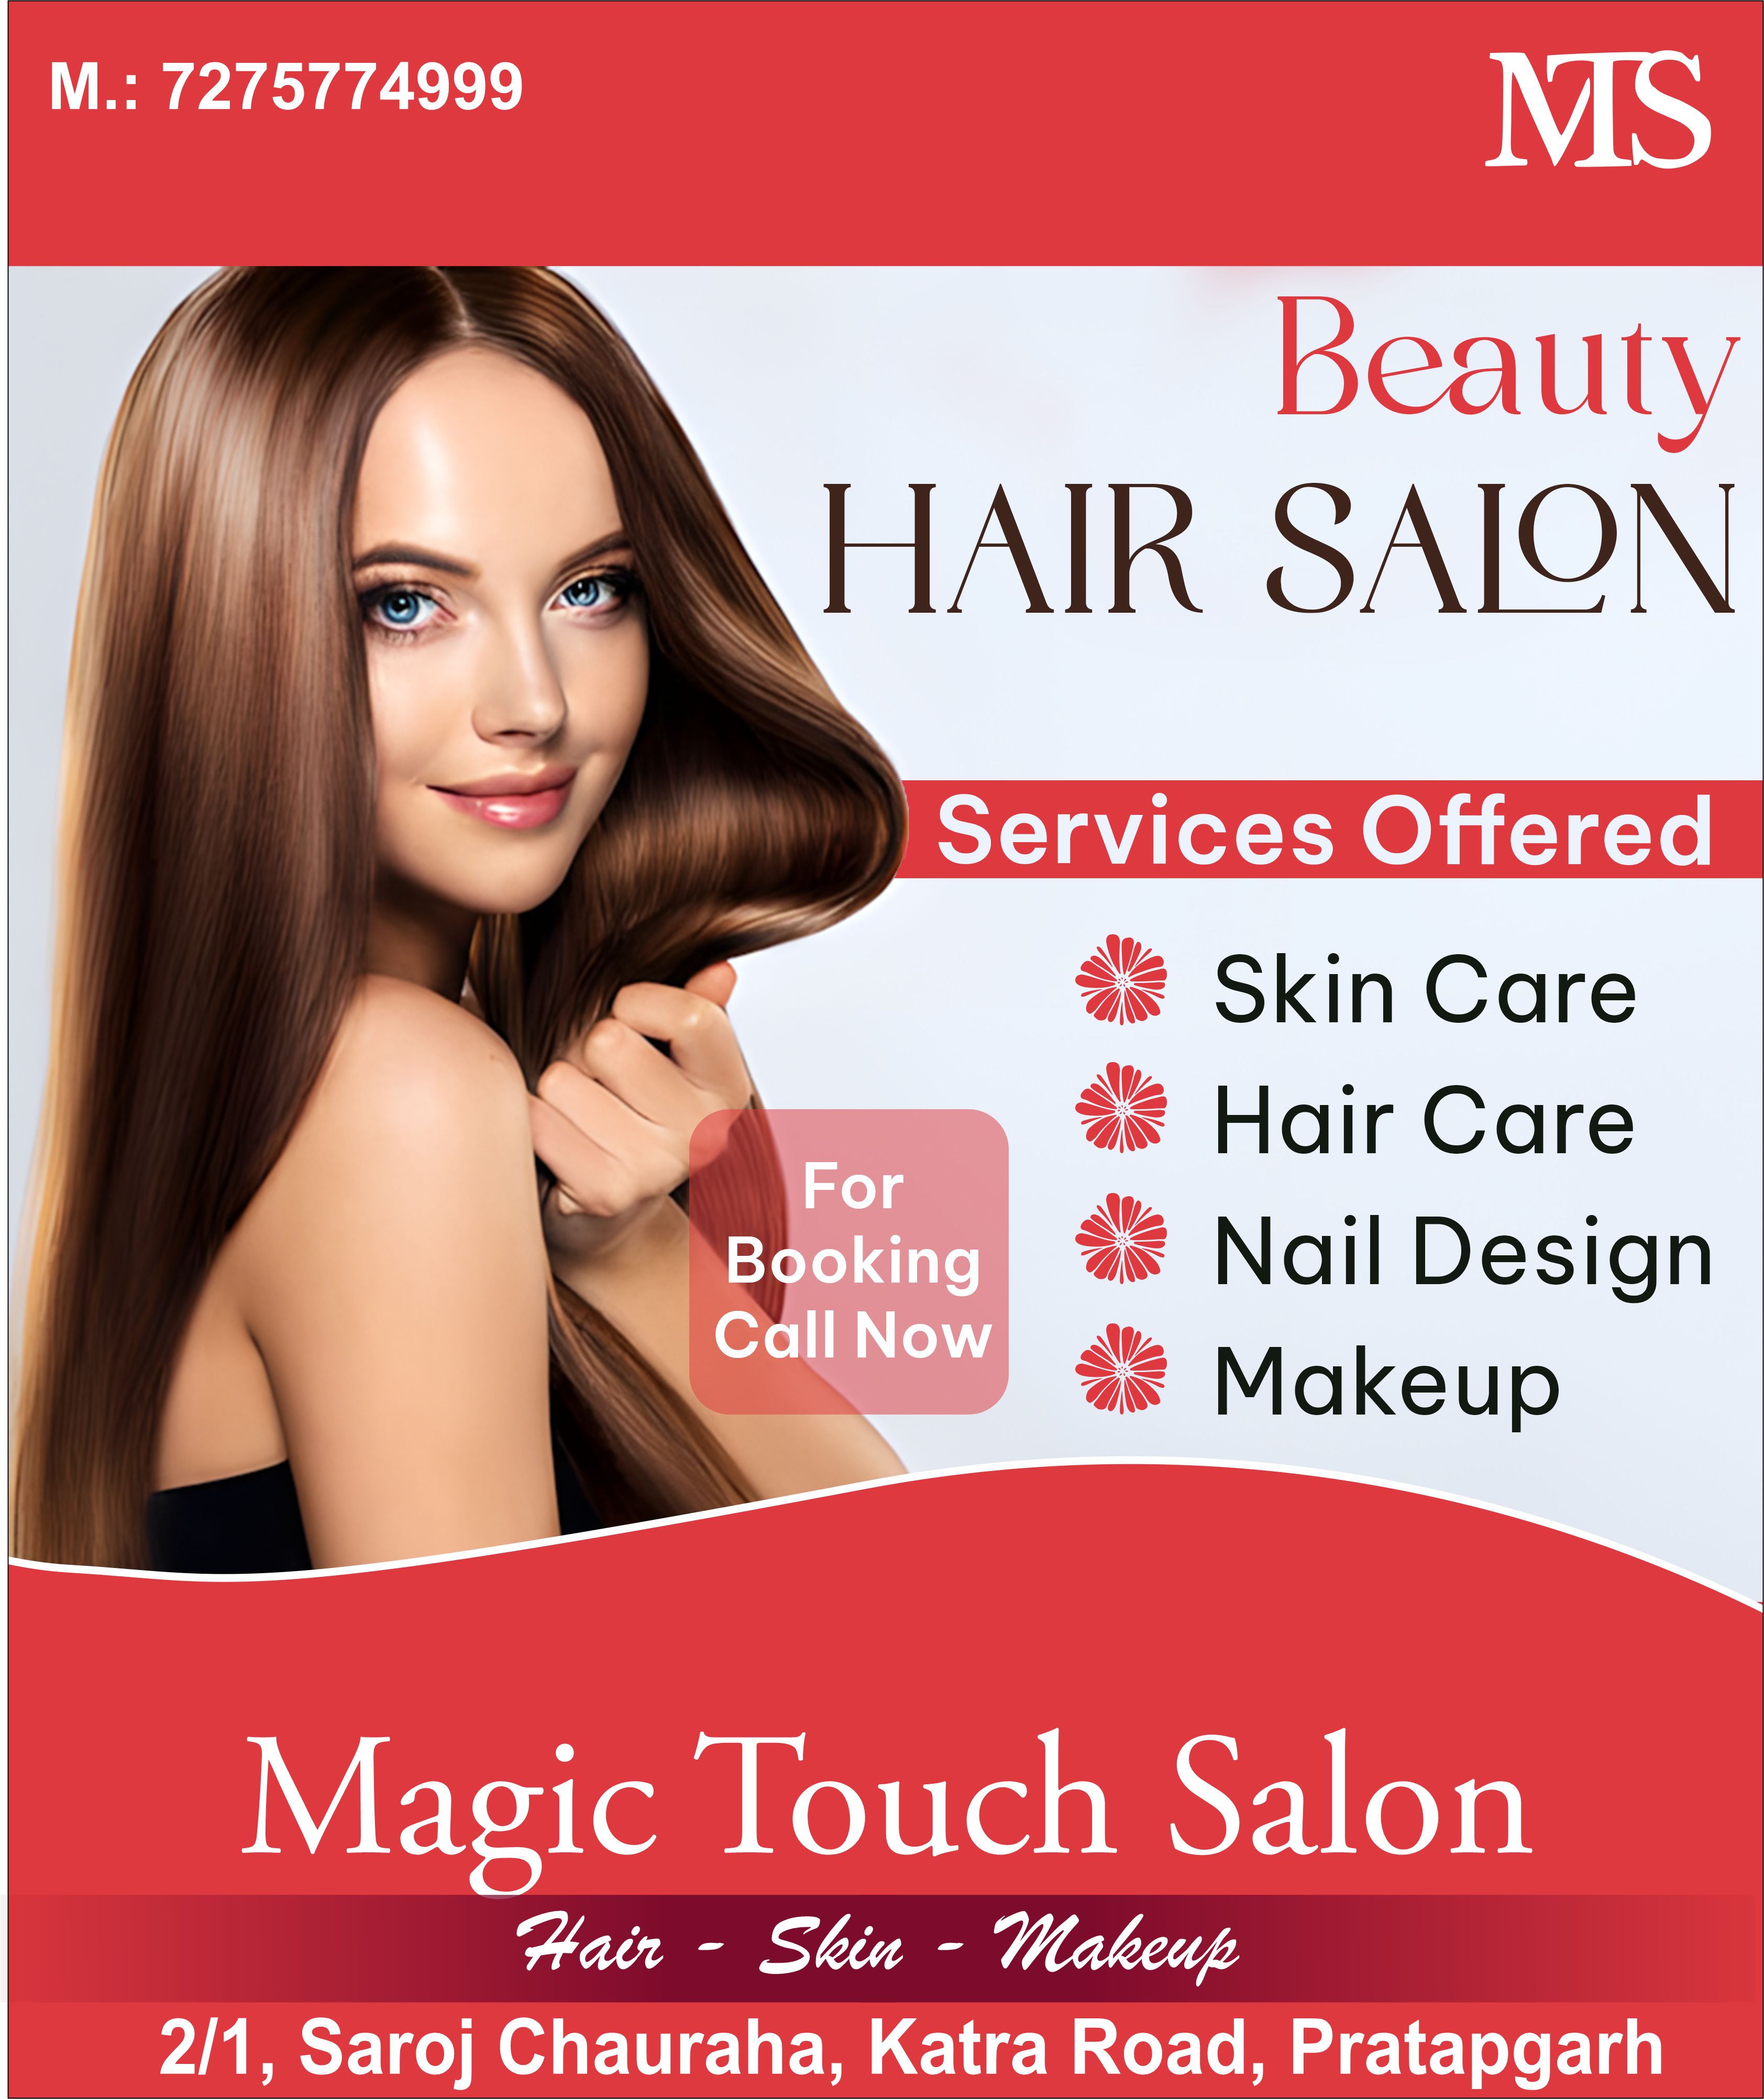 M.: 7275774999
MTS
Beauty
HAIR SALON
Services Offered
Skin Care
Hair Care
Nail Design
Makeup
For
Booking
Call Now
Magic Touch Salon
Hair - Skin - Makeup
2/1, Saroj Chauraha, Katra Road, Pratapgarh